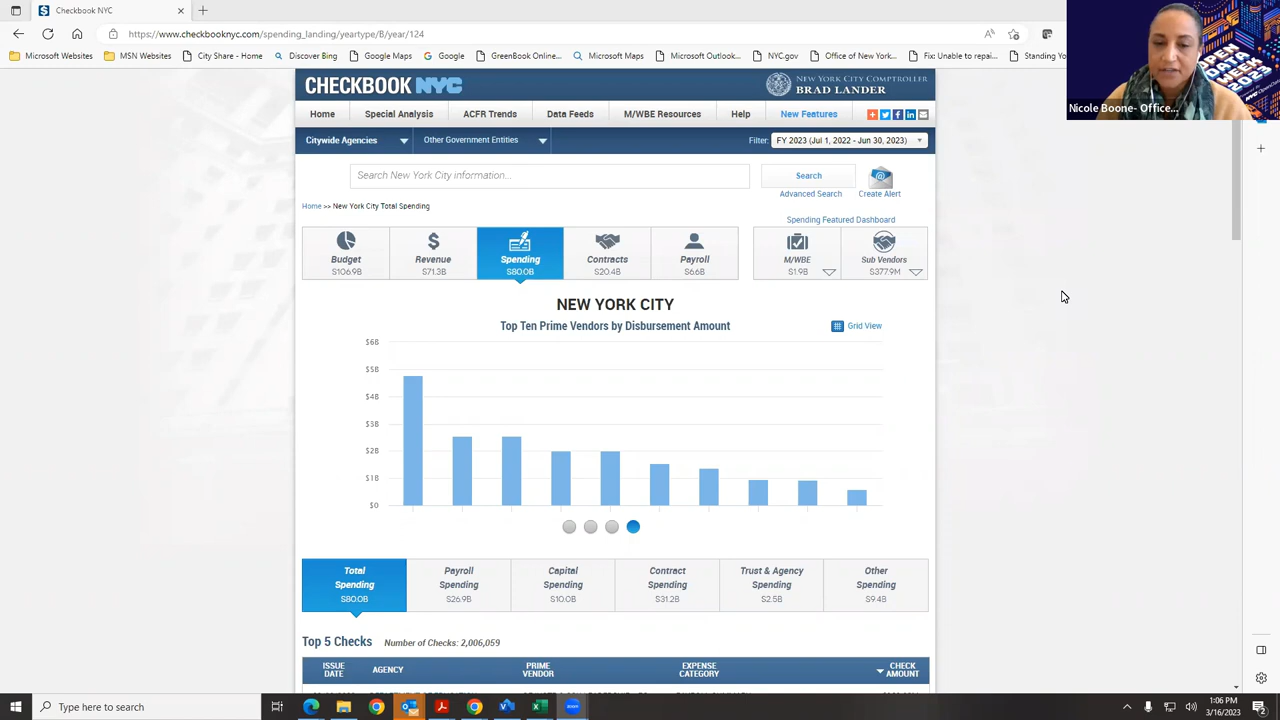 Checkbook NYC
https://www.checkbooknyc.com/spending_landing/yeartype/B/year/124
Microsoft Websites MSN Websites City Share - Home Discover Bing Google Maps Google GreenBook Online... Microsoft Maps Microsoft Outlook... NYC.gov Office of New York... Fix: Unable to repai... Standing Yo
OPEN DATA WEEK 2023
Nicole Boone- Office...
CHECKBOOK NYC
NEW YORK CITY COMPTROLLER
BRAD LANDER
Home Special Analysis ACFR Trends Data Feeds M/WBE Resources Help New Features
Citywide Agencies Other Government Entities Filter: FY 2023 (Jul 1, 2022 - Jun 30, 2023)
Search New York City information... Search
Advanced Search Create Alert
Home >> New York City Total Spending
Spending Featured Dashboard
Budget Revenue Spending Contracts Payroll M/WBE Sub Vendors
$106.9B $71.3B $80.0B $20.4B $6.6B $1.9B $377.9M
NEW YORK CITY
Top Ten Prime Vendors by Disbursement Amount
Grid View
$6B
$5B
$4B
$3B
$2B
$1B
$0
Total Payroll Capital Contract Trust & Agency Other
Spending Spending Spending Spending Spending Spending
$80.0B $26.9B $10.0B $31.2B $2.5B $9.4B
Top 5 Checks Number of Checks: 2,006,059
ISSUE DATE AGENCY PRIME VENDOR EXPENSE CATEGORY CHECK AMOUNT
Type here to search
1:06 PM
3/16/2023
2